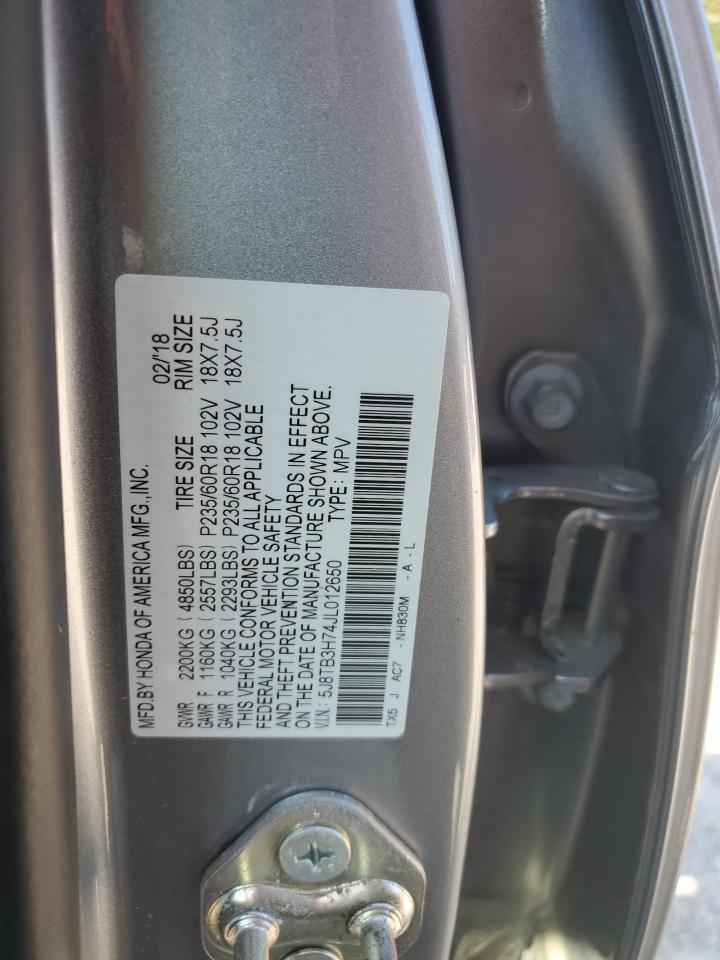 MFD.BY HONDA OF AMERICA MFG.,INC. 02/'18
GVWR 2200KG ( 4850LBS) TIRE SIZE RIM SIZE
GAWR F 1160KG ( 2557LBS) P235/60R18 102V 18X7.5J
GAWR R 1040KG ( 2293LBS) P235/60R18 102V 18X7.5J
THIS VEHICLE CONFORMS TO ALL APPLICABLE
FEDERAL MOTOR VEHICLE SAFETY
AND THEFT PREVENTION STANDARDS IN EFFECT
ON THE DATE OF MANUFACTURE SHOWN ABOVE.
V.I.N.: 5J8TB3H74JL012650 TYPE: MPV
TX5 J AC7 -NH830M -A-L